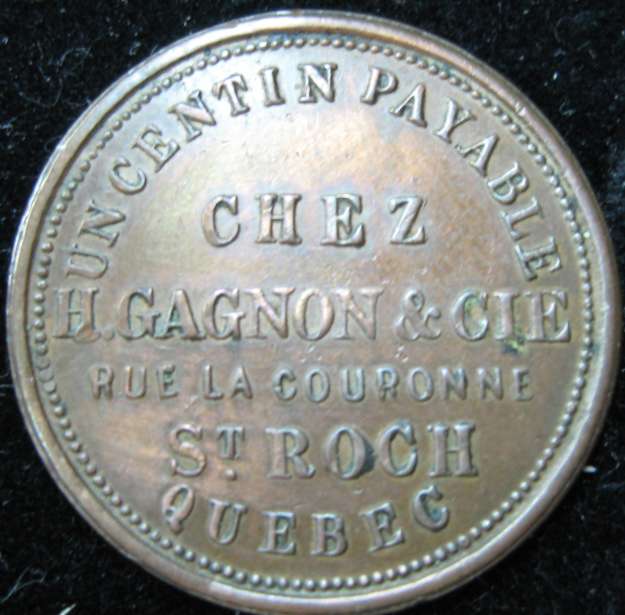 UN CENTIN PAYABLE
CHEZ
H. GAGNON & CIE
RUE LA COURONNE
ST. ROCH
QUEBEC